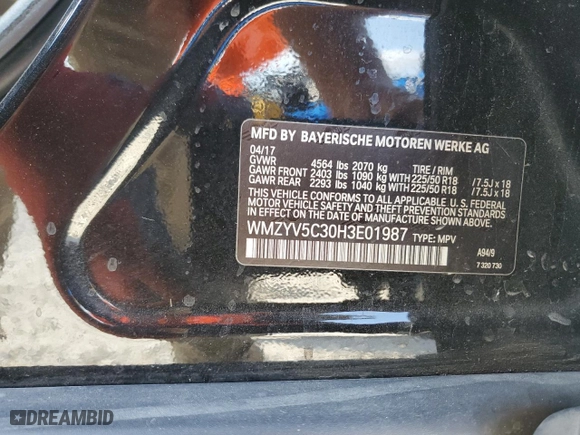 MFD BY BAYERISCHE MOTOREN WERKE AG
04/17
GVWR 4564 lbs 2070 kg TIRE / RIM
GAWR FRONT 2403 lbs 1090 kg WITH 225/50 R18 /7.5J x 18
GAWR REAR 2293 lbs 1040 kg WITH 225/50 R18 /7.5J x 18
THIS VEHICLE CONFORMS TO ALL APPLICABLE U. S. FEDERAL
MOTOR VEHICLE SAFETY AND THEFT PREVENTION STANDARDS
IN EFFECT ON THE DATE OF MANUFACTURE SHOWN ABOVE.
WMZYV5C30H3E01987 TYPE: MPV
A94/9
7 320 730
DREAMBID